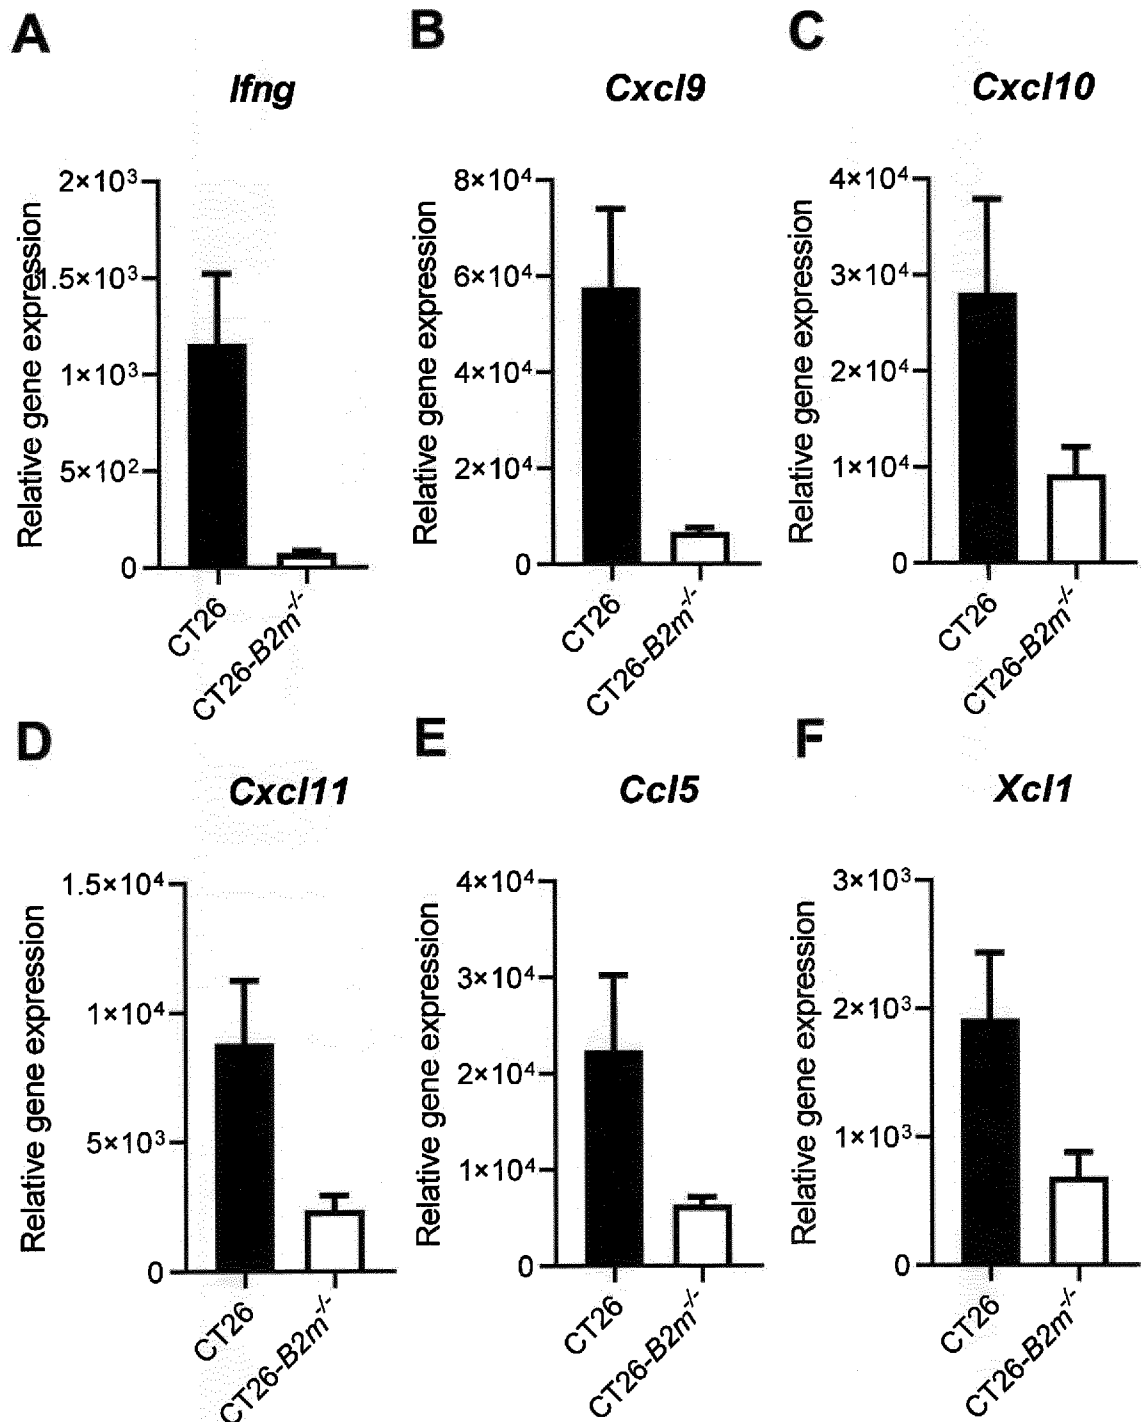 A
Ifng
Relative gene expression
2×10³
1.5×10³
1×10³
5×10²
0
CT26
CT26-B2m⁻/⁻
B
Cxcl9
Relative gene expression
8×10⁴
6×10⁴
4×10⁴
2×10⁴
0
CT26
CT26-B2m⁻/⁻
C
Cxcl10
Relative gene expression
4×10⁴
3×10⁴
2×10⁴
1×10⁴
0
CT26
CT26-B2m⁻/⁻
D
Cxcl11
Relative gene expression
1.5×10⁴
1×10⁴
5×10³
0
CT26
CT26-B2m⁻/⁻
E
Ccl5
Relative gene expression
4×10⁴
3×10⁴
2×10⁴
1×10⁴
0
CT26
CT26-B2m⁻/⁻
F
Xcl1
Relative gene expression
3×10³
2×10³
1×10³
0
CT26
CT26-B2m⁻/⁻